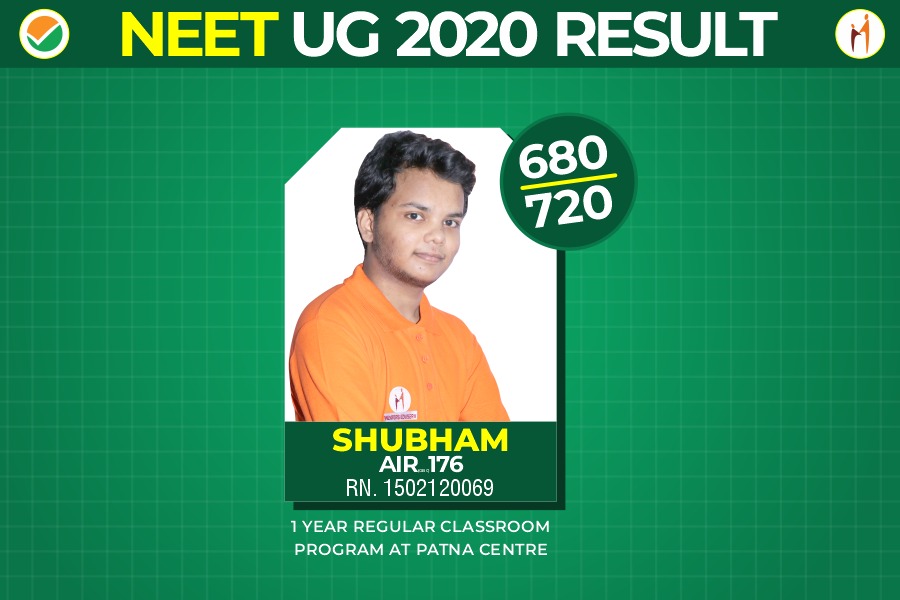 NEET UG 2020 RESULT
680
720
SHUBHAM
AIR 176
RN. 1502120069
1 YEAR REGULAR CLASSROOM
PROGRAM AT PATNA CENTRE